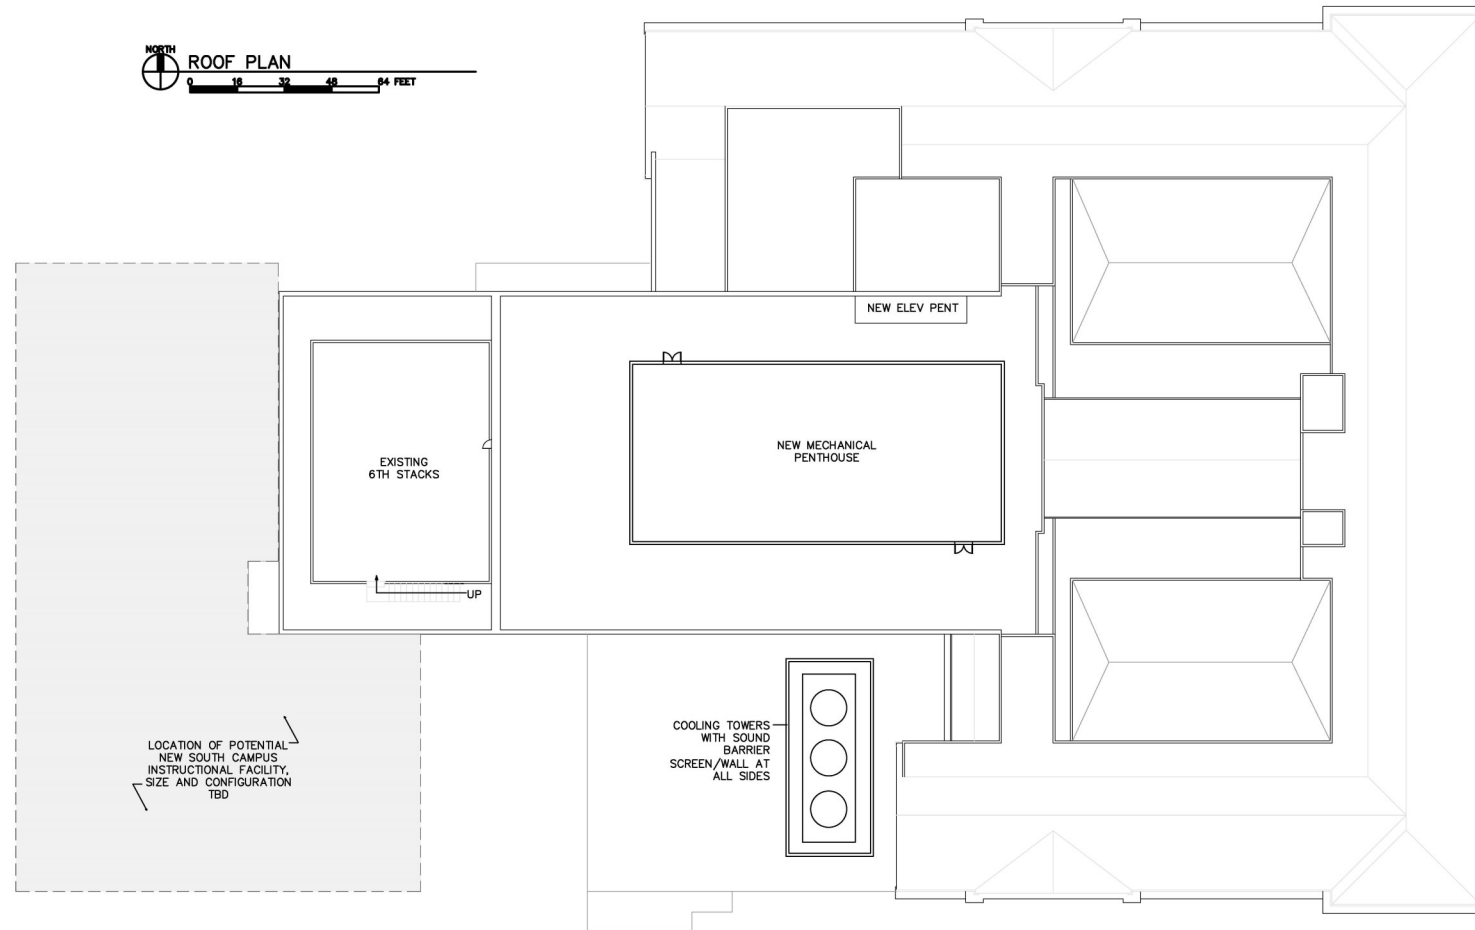 NORTH
ROOF PLAN
0 16 32 48 64 FEET
NEW ELEV PENT
NEW MECHANICAL
PENTHOUSE
EXISTING
6TH STACKS
UP
COOLING TOWERS
WITH SOUND
BARRIER
SCREEN/WALL AT
ALL SIDES
LOCATION OF POTENTIAL
NEW SOUTH CAMPUS
INSTRUCTIONAL FACILITY,
SIZE AND CONFIGURATION
TBD